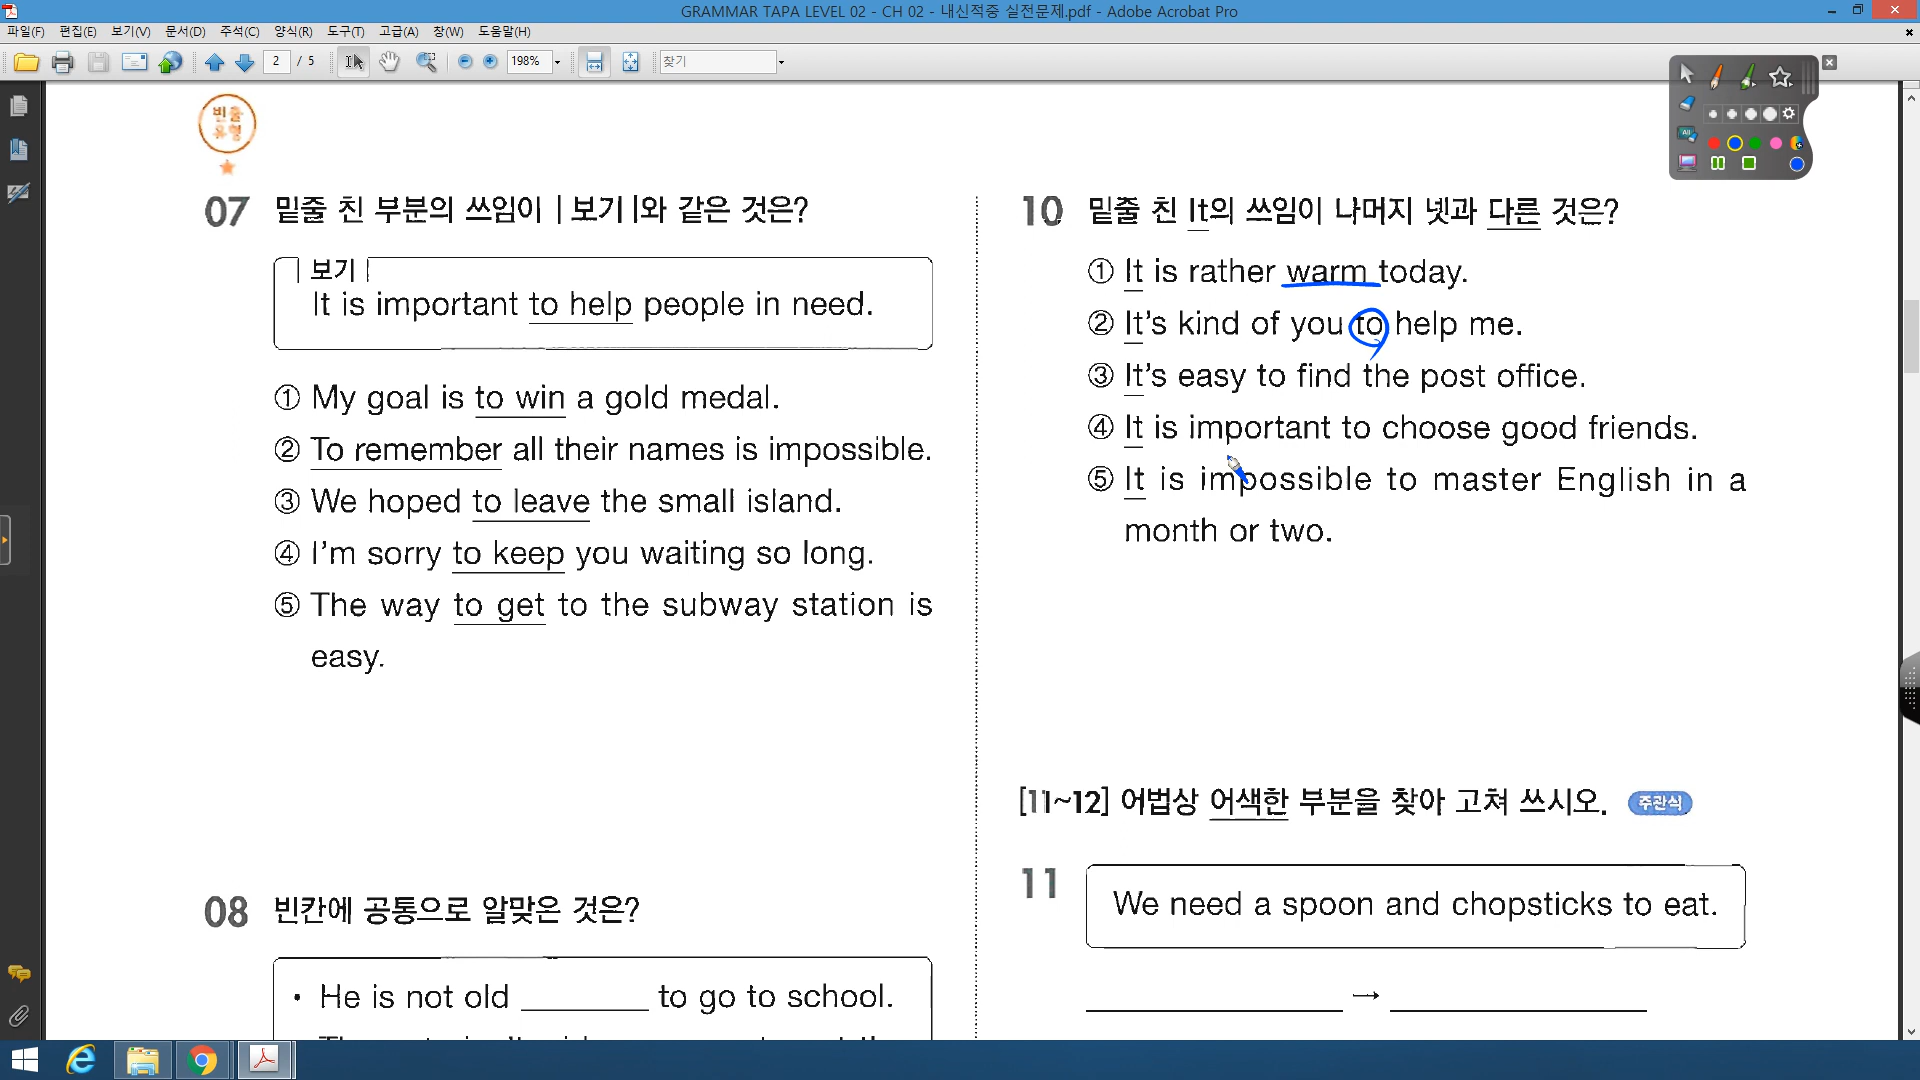 GRAMMAR TAPA LEVEL 02 - CH 02 - 내신적중 실전문제.pdf - Adobe Acrobat Pro
파일(F) 편집(E) 보기(V) 문서(D) 주석(C) 양식(R) 도구(T) 고급(A) 창(W) 도움말(H)
2 / 5 198% 찾기
빈출
유형
07 밑줄 친 부분의 쓰임이 |보기|와 같은 것은?
|보기|
It is important to help people in need.
① My goal is to win a gold medal.
② To remember all their names is impossible.
③ We hoped to leave the small island.
④ I'm sorry to keep you waiting so long.
⑤ The way to get to the subway station is
easy.
08 빈칸에 공통으로 알맞은 것은?
• He is not old ________ to go to school.
10 밑줄 친 It의 쓰임이 나머지 넷과 다른 것은?
① It is rather warm today.
② It's kind of you to help me.
③ It's easy to find the post office.
④ It is important to choose good friends.
⑤ It is impossible to master English in a
month or two.
[11~12] 어법상 어색한 부분을 찾아 고쳐 쓰시오. 주관식
11 We need a spoon and chopsticks to eat.
________ → ________